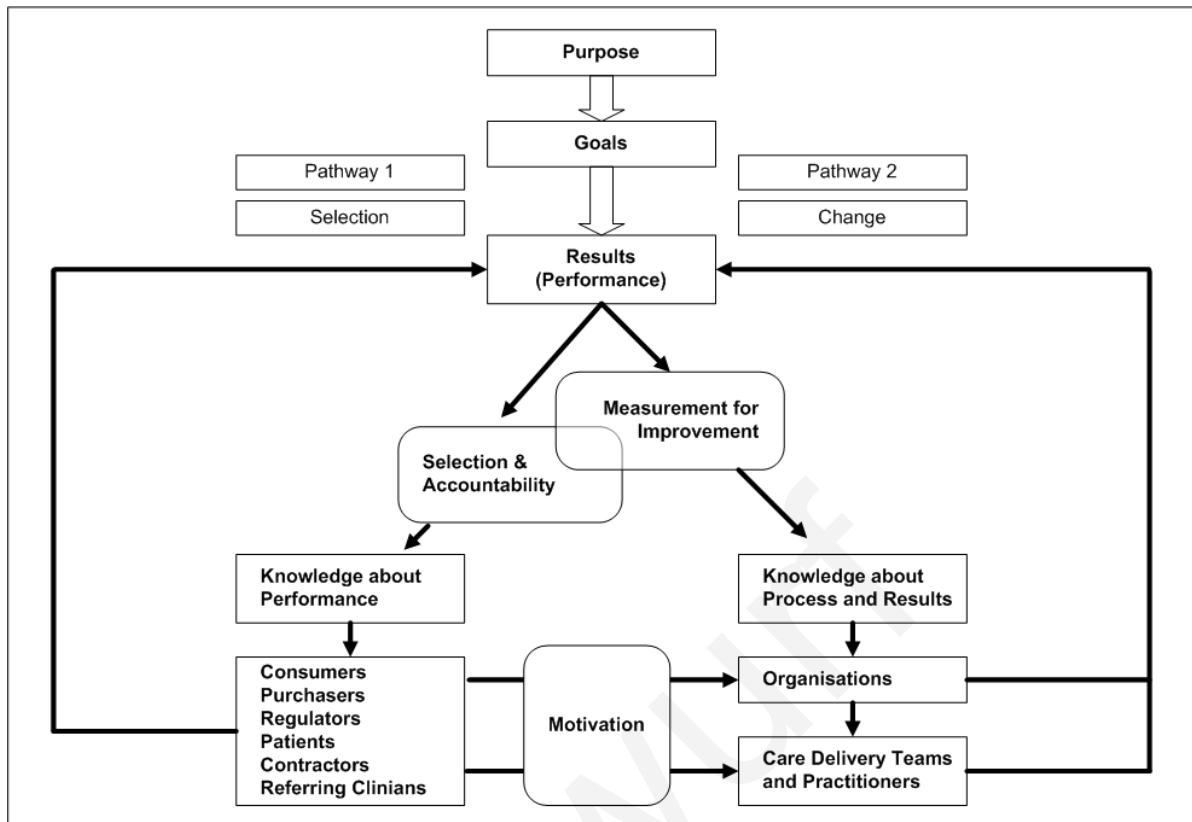 Purpose
Goals
Pathway 1
Pathway 2
Selection
Change
Results
(Performance)
Measurement for
Improvement
Selection &
Accountability
Knowledge about
Performance
Knowledge about
Process and Results
Consumers
Purchasers
Regulators
Patients
Contractors
Referring Clinians
Motivation
Organisations
Care Delivery Teams
and Practitioners